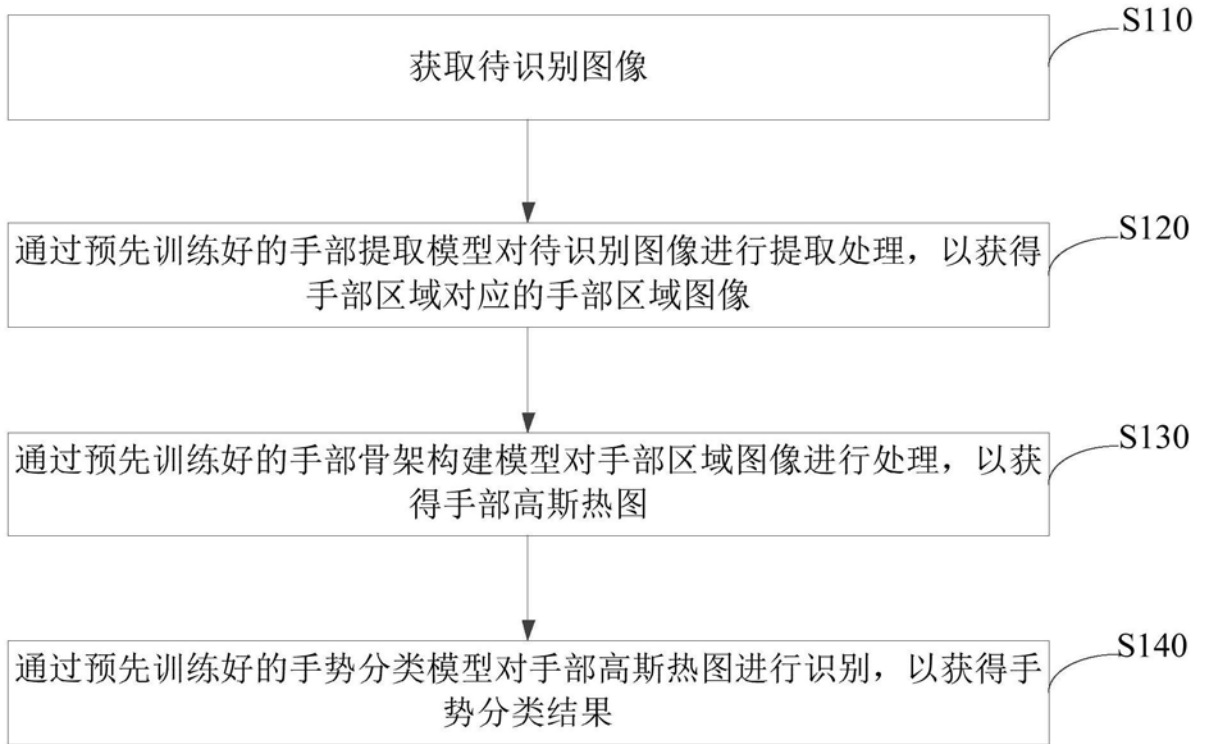 S110
获取待识别图像
S120
通过预先训练好的手部提取模型对待识别图像进行提取处理，以获得
手部区域对应的手部区域图像
S130
通过预先训练好的手部骨架构建模型对手部区域图像进行处理，以获
得手部高斯热图
S140
通过预先训练好的手势分类模型对手部高斯热图进行识别，以获得手
势分类结果